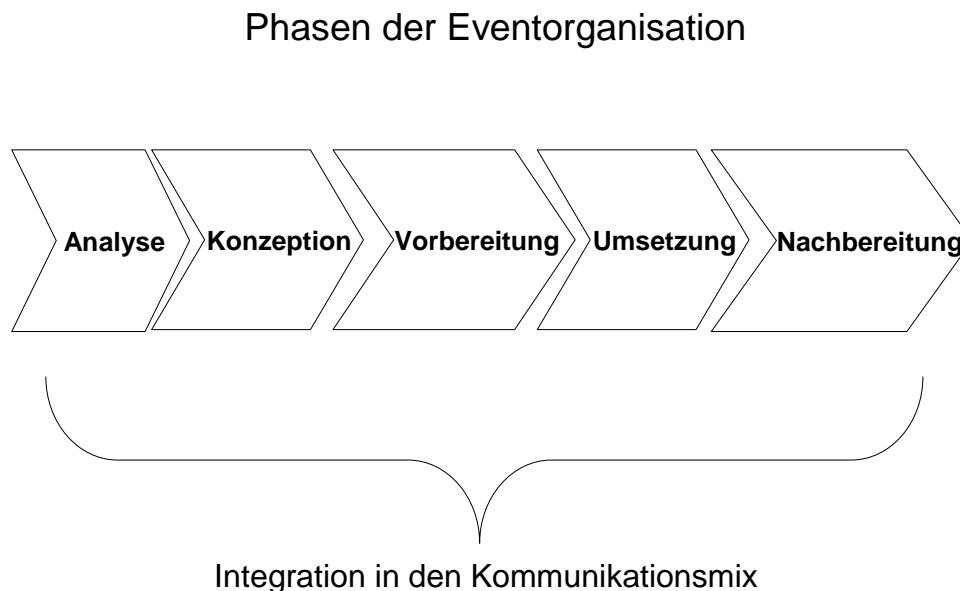 Phasen der Eventorganisation
Analyse
Konzeption
Vorbereitung
Umsetzung
Nachbereitung
Integration in den Kommunikationsmix